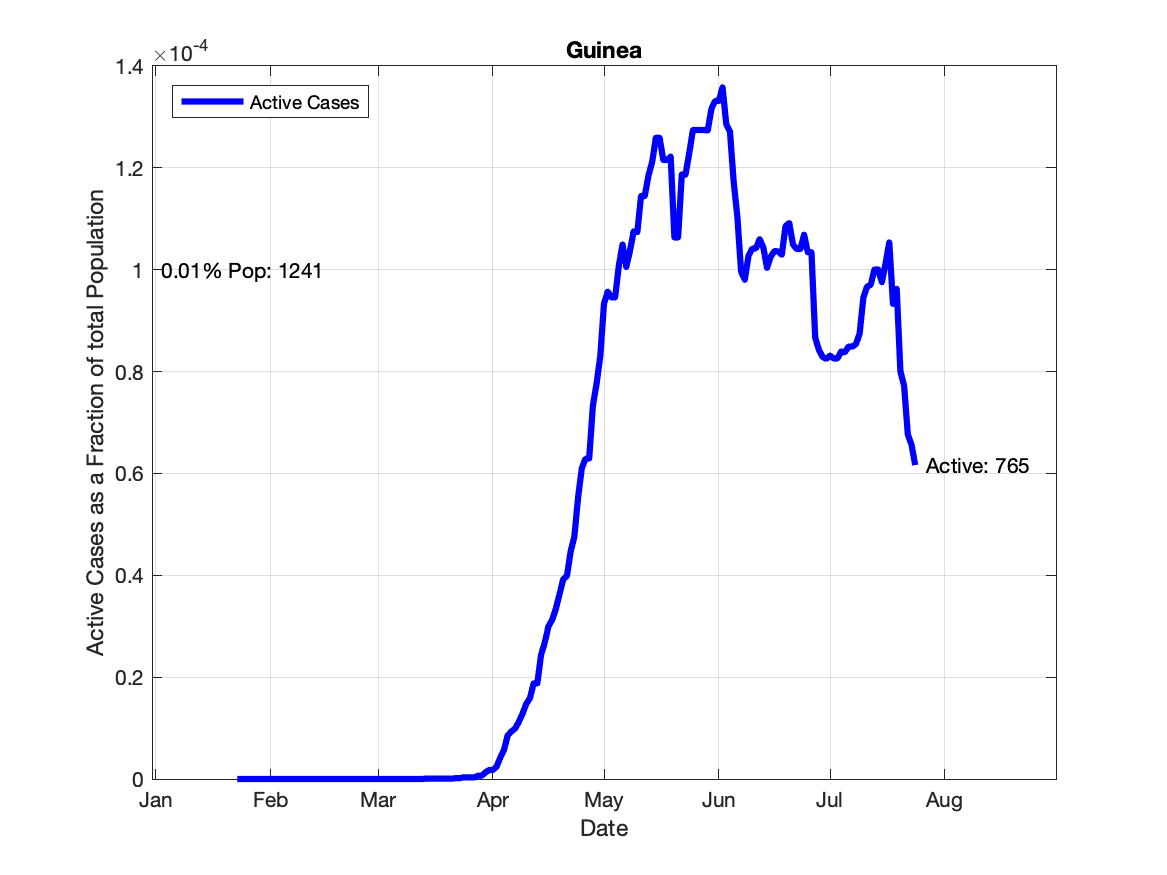 Guinea
×10-4
1.4
1.2
1
0.8
0.6
0.4
0.2
0
Active Cases
0.01% Pop: 1241
Active: 765
Active Cases as a Fraction of total Population
Jan Feb Mar Apr May Jun Jul Aug
Date